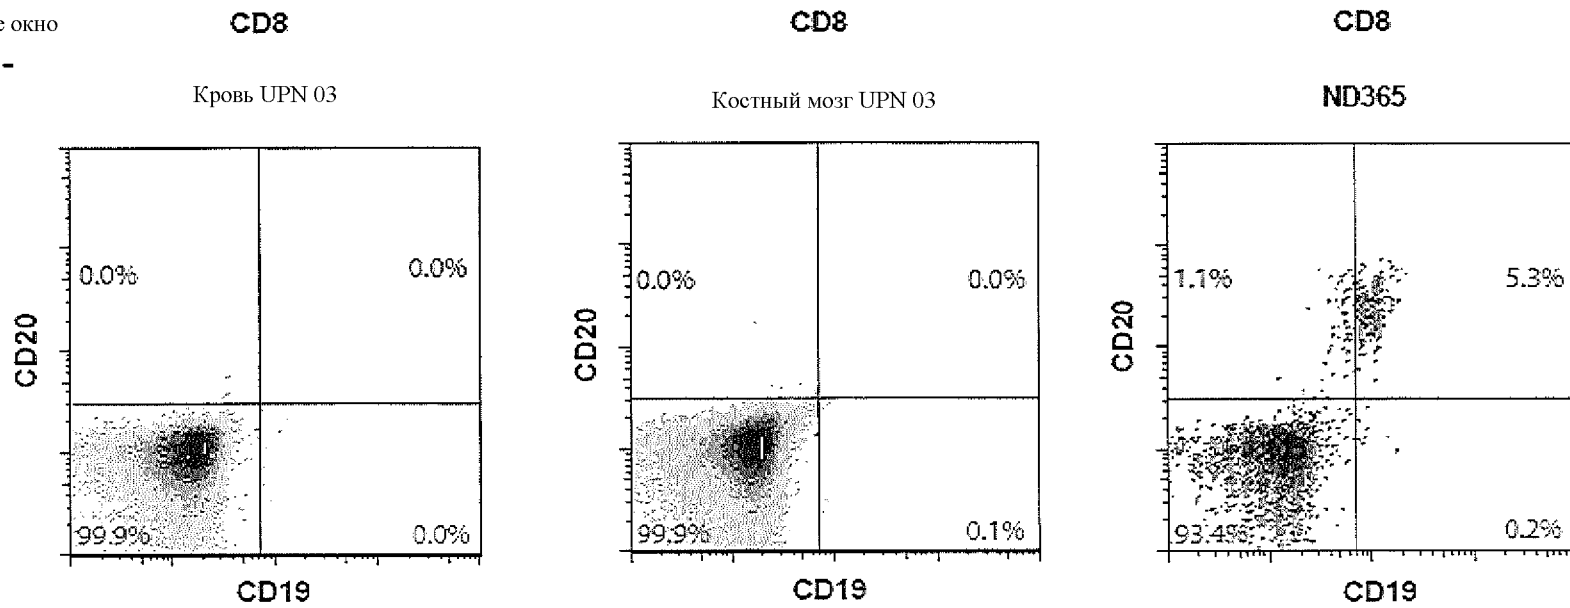 е окно
CD8
CD8
CD8
-
Кровь UPN 03
Костный мозг UPN 03
ND365
0.0%
0.0%
99.9%
0.0%
CD20
CD19
0.0%
0.0%
99.9%
0.1%
CD20
CD19
1.1%
5.3%
93.4%
0.2%
CD20
CD19